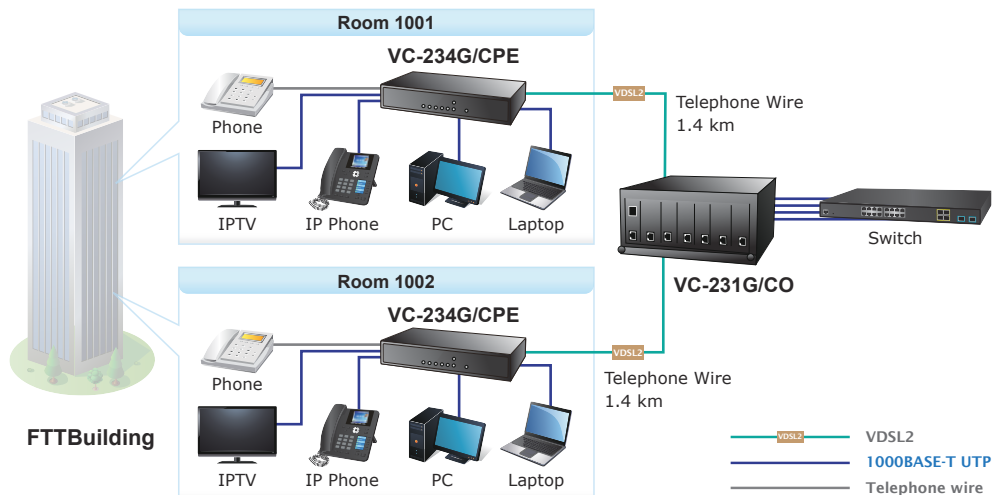 Room 1001
VC-234G/CPE
VDSL2
Telephone Wire
1.4 km
Phone
IPTV
IP Phone
PC
Laptop
Switch
VC-231G/CO
Room 1002
VC-234G/CPE
VDSL2
Telephone Wire
1.4 km
Phone
IPTV
IP Phone
PC
Laptop
FTTBuilding
VDSL2
VDSL2
1000BASE-T UTP
Telephone wire